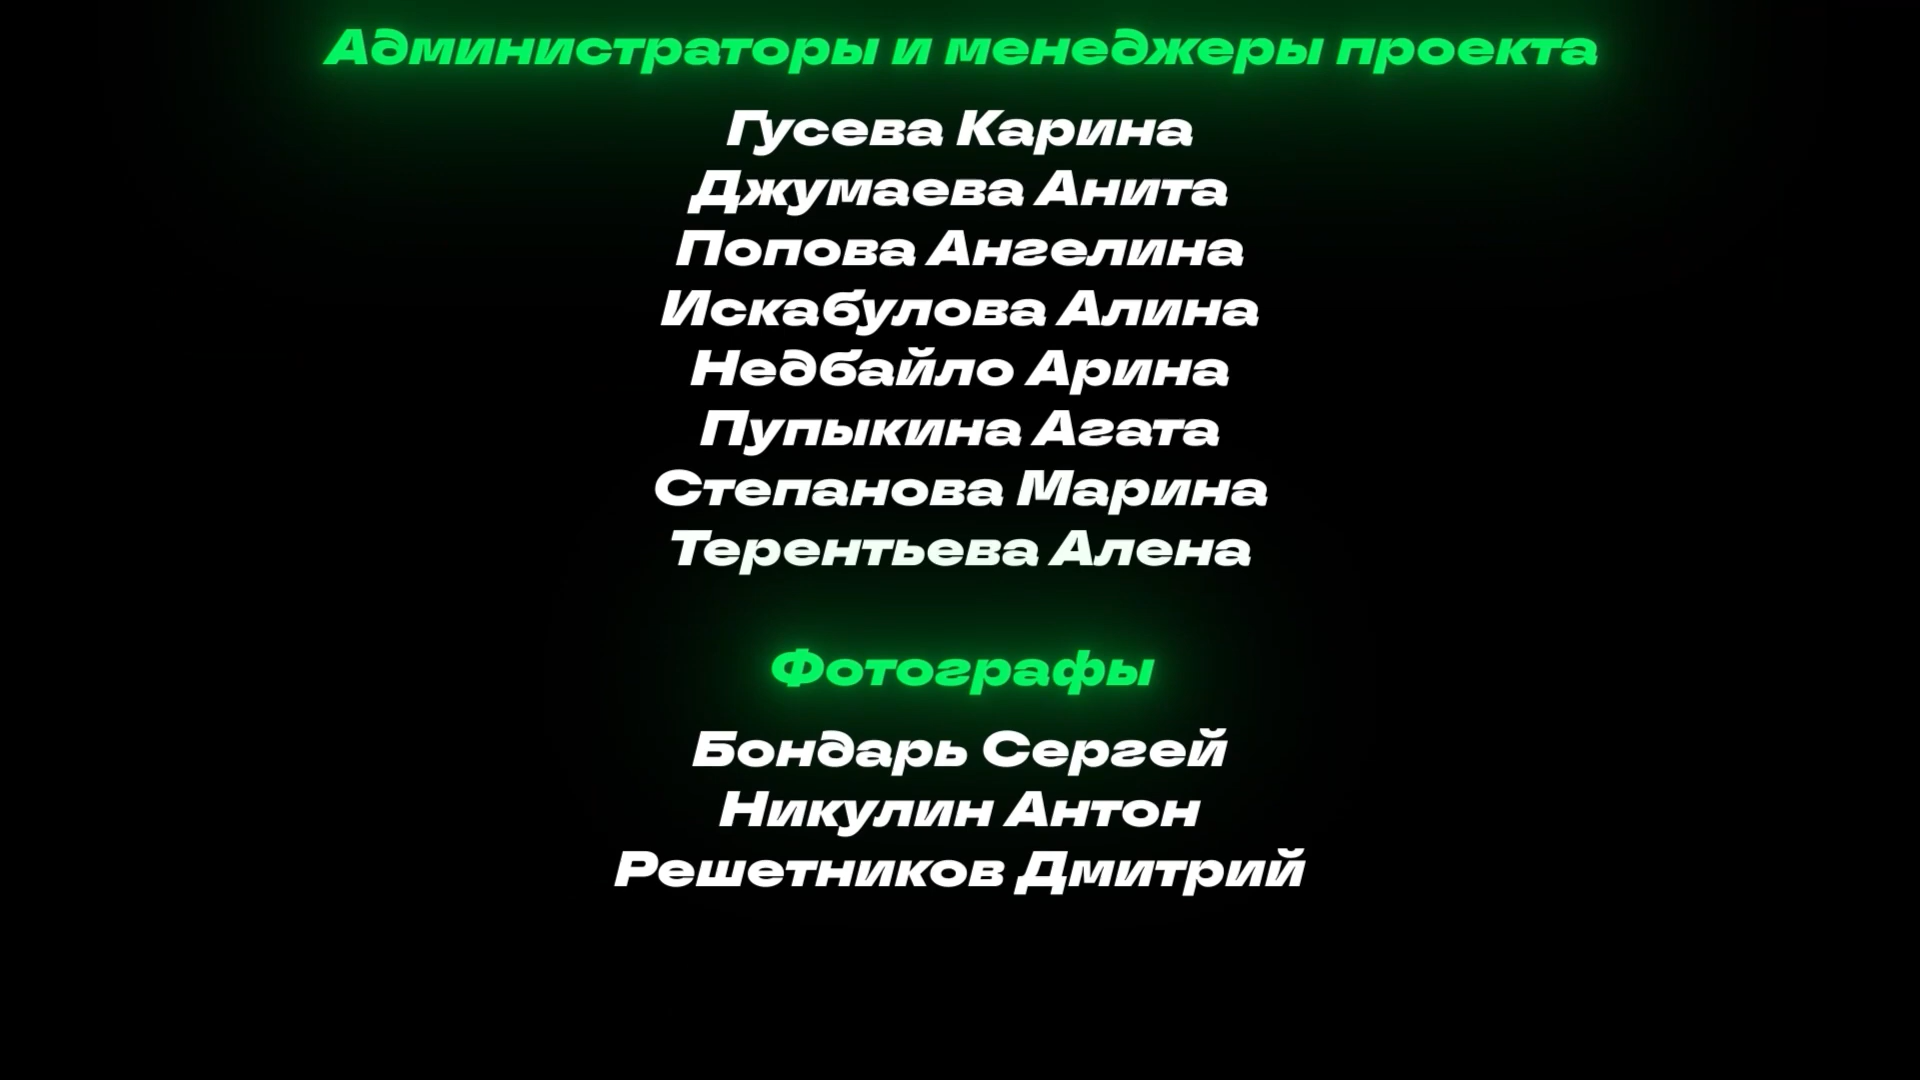 Администраторы и менеджеры проекта
Гусева Карина
Джумаева Анита
Попова Ангелина
Искабулова Алина
Недбайло Арина
Пупыкина Агата
Степанова Марина
Терентьева Алена
Фотографы
Бондарь Сергей
Никулин Антон
Решетников Дмитрий